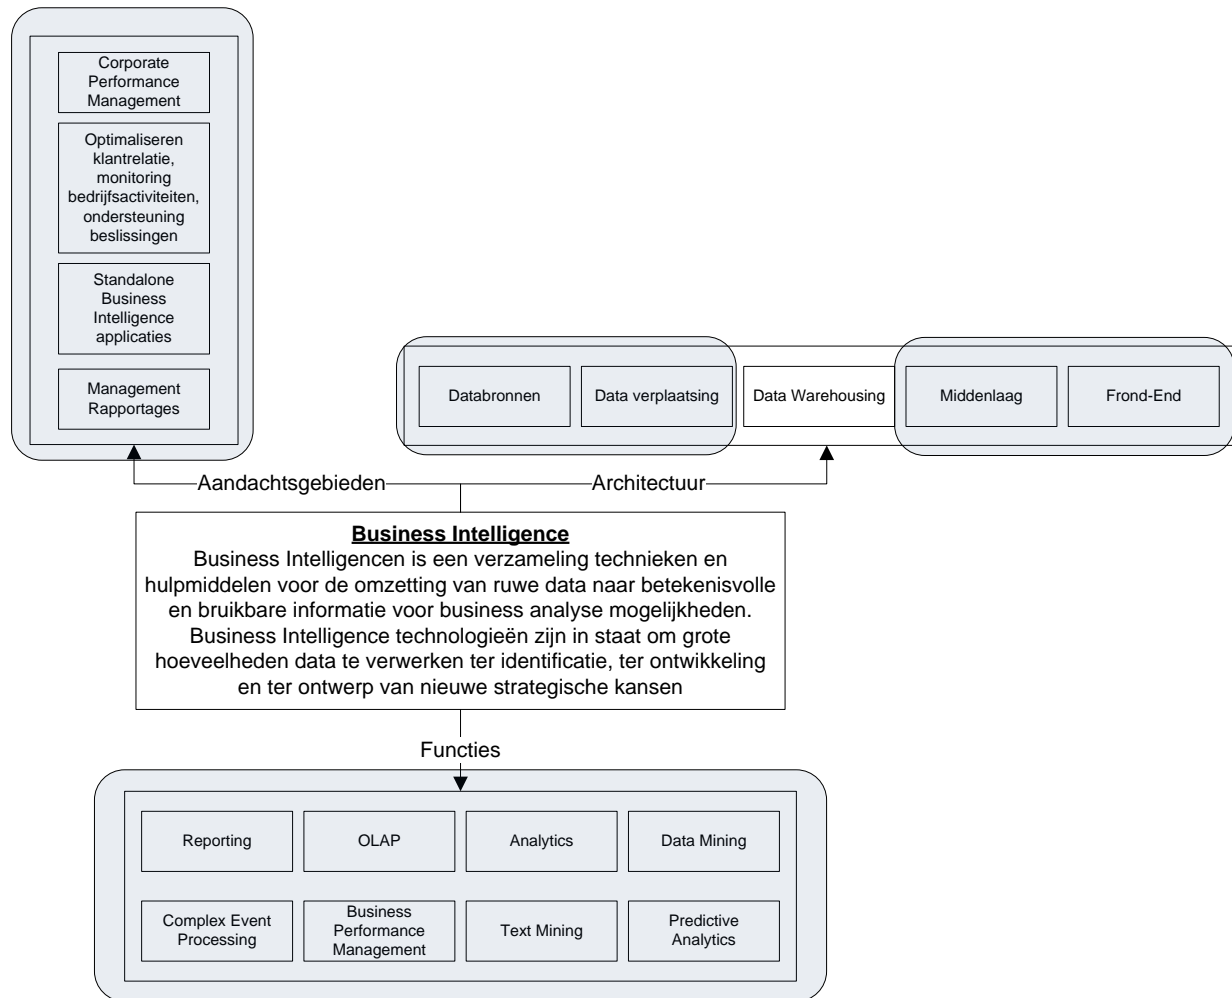 Corporate
Performance
Management
Optimaliseren
klantrelatie,
monitoring
bedrijfsactiviteiten,
ondersteuning
beslissingen
Standalone
Business
Intelligence
applicaties
Management
Rapportages
Databronnen
Data verplaatsing
Data Warehousing
Middenlaag
Frond-End
Aandachtsgebieden
Architectuur
Business Intelligence
Business Intelligencen is een verzameling technieken en
hulpmiddelen voor de omzetting van ruwe data naar betekenisvolle
en bruikbare informatie voor business analyse mogelijkheden.
Business Intelligence technologieën zijn in staat om grote
hoeveelheden data te verwerken ter identificatie, ter ontwikkeling
en ter ontwerp van nieuwe strategische kansen
Functies
Reporting
OLAP
Analytics
Data Mining
Complex Event
Processing
Business
Performance
Management
Text Mining
Predictive
Analytics